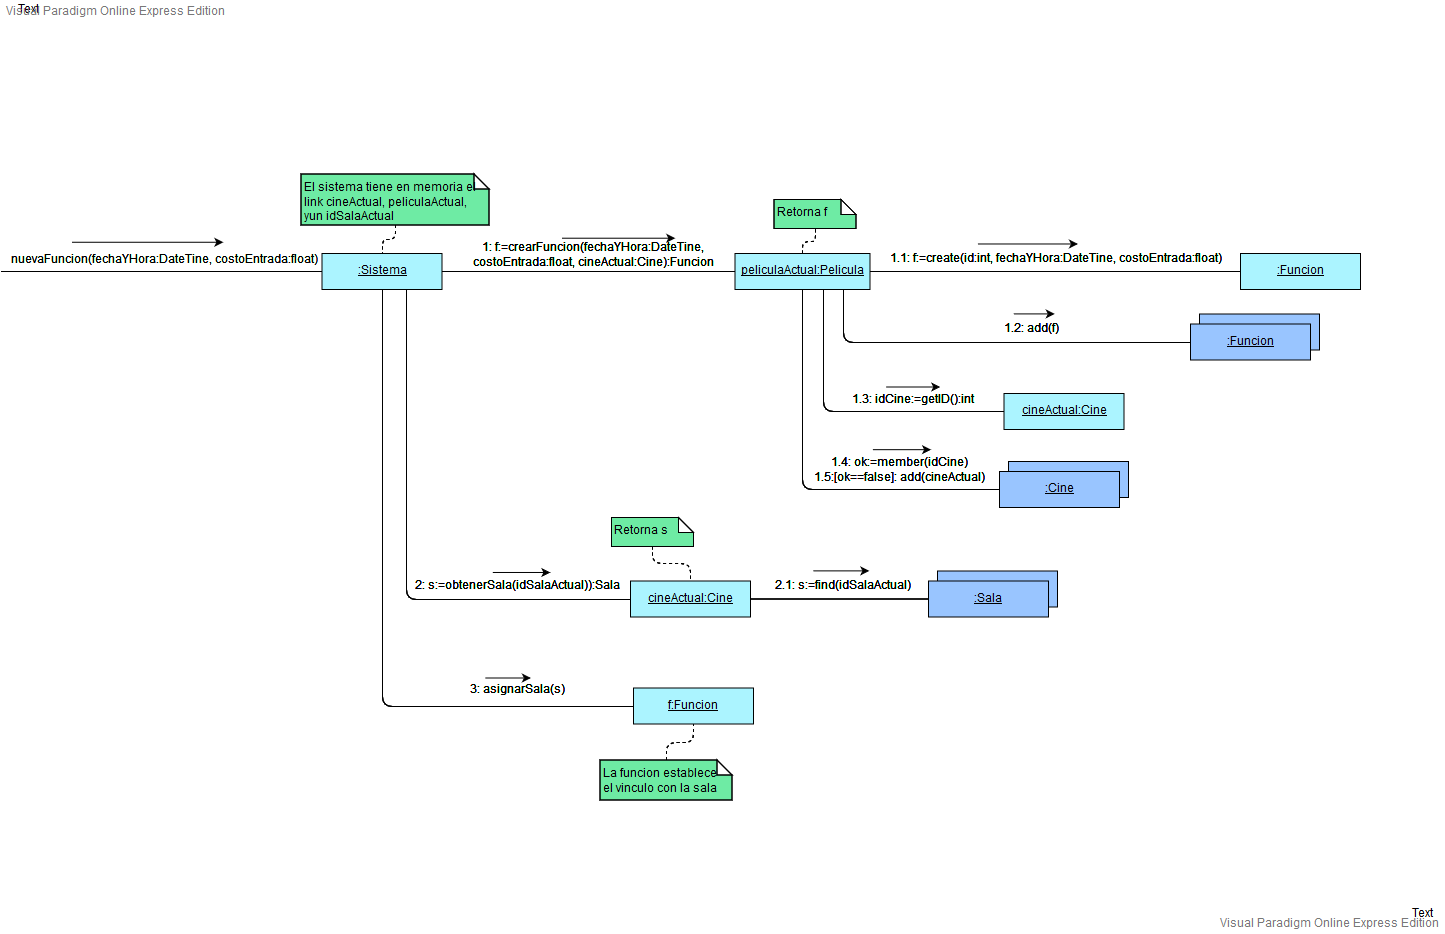 Text
Visual Paradigm Online Express Edition
El sistema tiene en memoria e
link cineActual, peliculaActual,
yun idSalaActual
Retorna f
nuevaFuncion(fechaYHora:DateTine, costoEntrada:float)
:Sistema
1: f:=crearFuncion(fechaYHora:DateTine,
costoEntrada:float, cineActual:Cine):Funcion
peliculaActual:Pelicula
1.1: f:=create(id:int, fechaYHora:DateTine, costoEntrada:float)
:Funcion
1.2: add(f)
:Funcion
1.3: idCine:=getID():int
cineActual:Cine
1.4: ok:=member(idCine)
1.5:[ok==false]: add(cineActual)
:Cine
Retorna s
2: s:=obtenerSala(idSalaActual)):Sala
cineActual:Cine
2.1: s:=find(idSalaActual)
:Sala
3: asignarSala(s)
f:Funcion
La funcion establece
el vinculo con la sala
Text
Visual Paradigm Online Express Edition